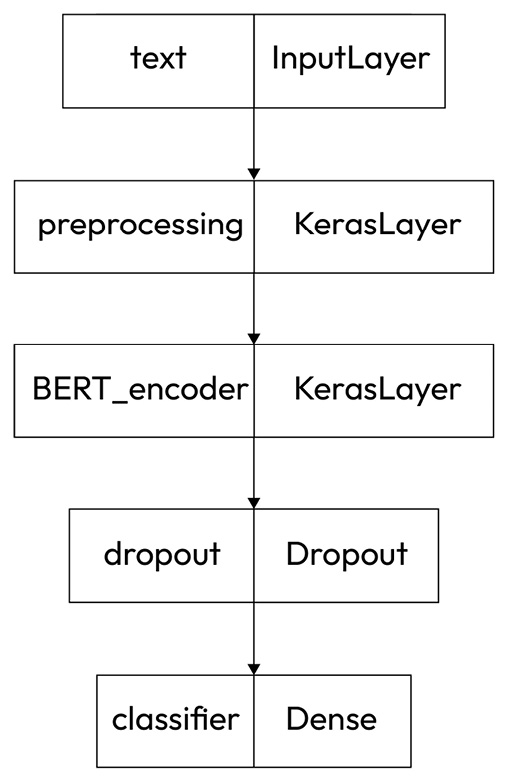 text InputLayer
preprocessing KerasLayer
BERT_encoder KerasLayer
dropout Dropout
classifier Dense